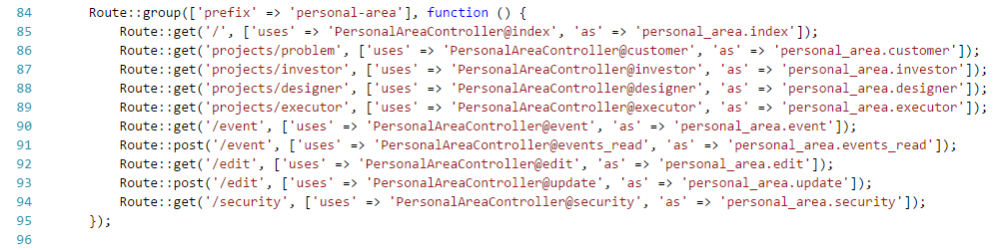 84 Route::group(['prefix' => 'personal-area'], function () {
85 Route::get('/', ['uses' => 'PersonalAreaController@index', 'as' => 'personal_area.index']);
86 Route::get('projects/problem', ['uses' => 'PersonalAreaController@customer', 'as' => 'personal_area.customer']);
87 Route::get('projects/investor', ['uses' => 'PersonalAreaController@investor', 'as' => 'personal_area.investor']);
88 Route::get('projects/designer', ['uses' => 'PersonalAreaController@designer', 'as' => 'personal_area.designer']);
89 Route::get('projects/executor', ['uses' => 'PersonalAreaController@executor', 'as' => 'personal_area.executor']);
90 Route::get('/event', ['uses' => 'PersonalAreaController@event', 'as' => 'personal_area.event']);
91 Route::post('/event', ['uses' => 'PersonalAreaController@events_read', 'as' => 'personal_area.events_read']);
92 Route::get('/edit', ['uses' => 'PersonalAreaController@edit', 'as' => 'personal_area.edit']);
93 Route::post('/edit', ['uses' => 'PersonalAreaController@update', 'as' => 'personal_area.update']);
94 Route::get('/security', ['uses' => 'PersonalAreaController@security', 'as' => 'personal_area.security']);
95 });
96